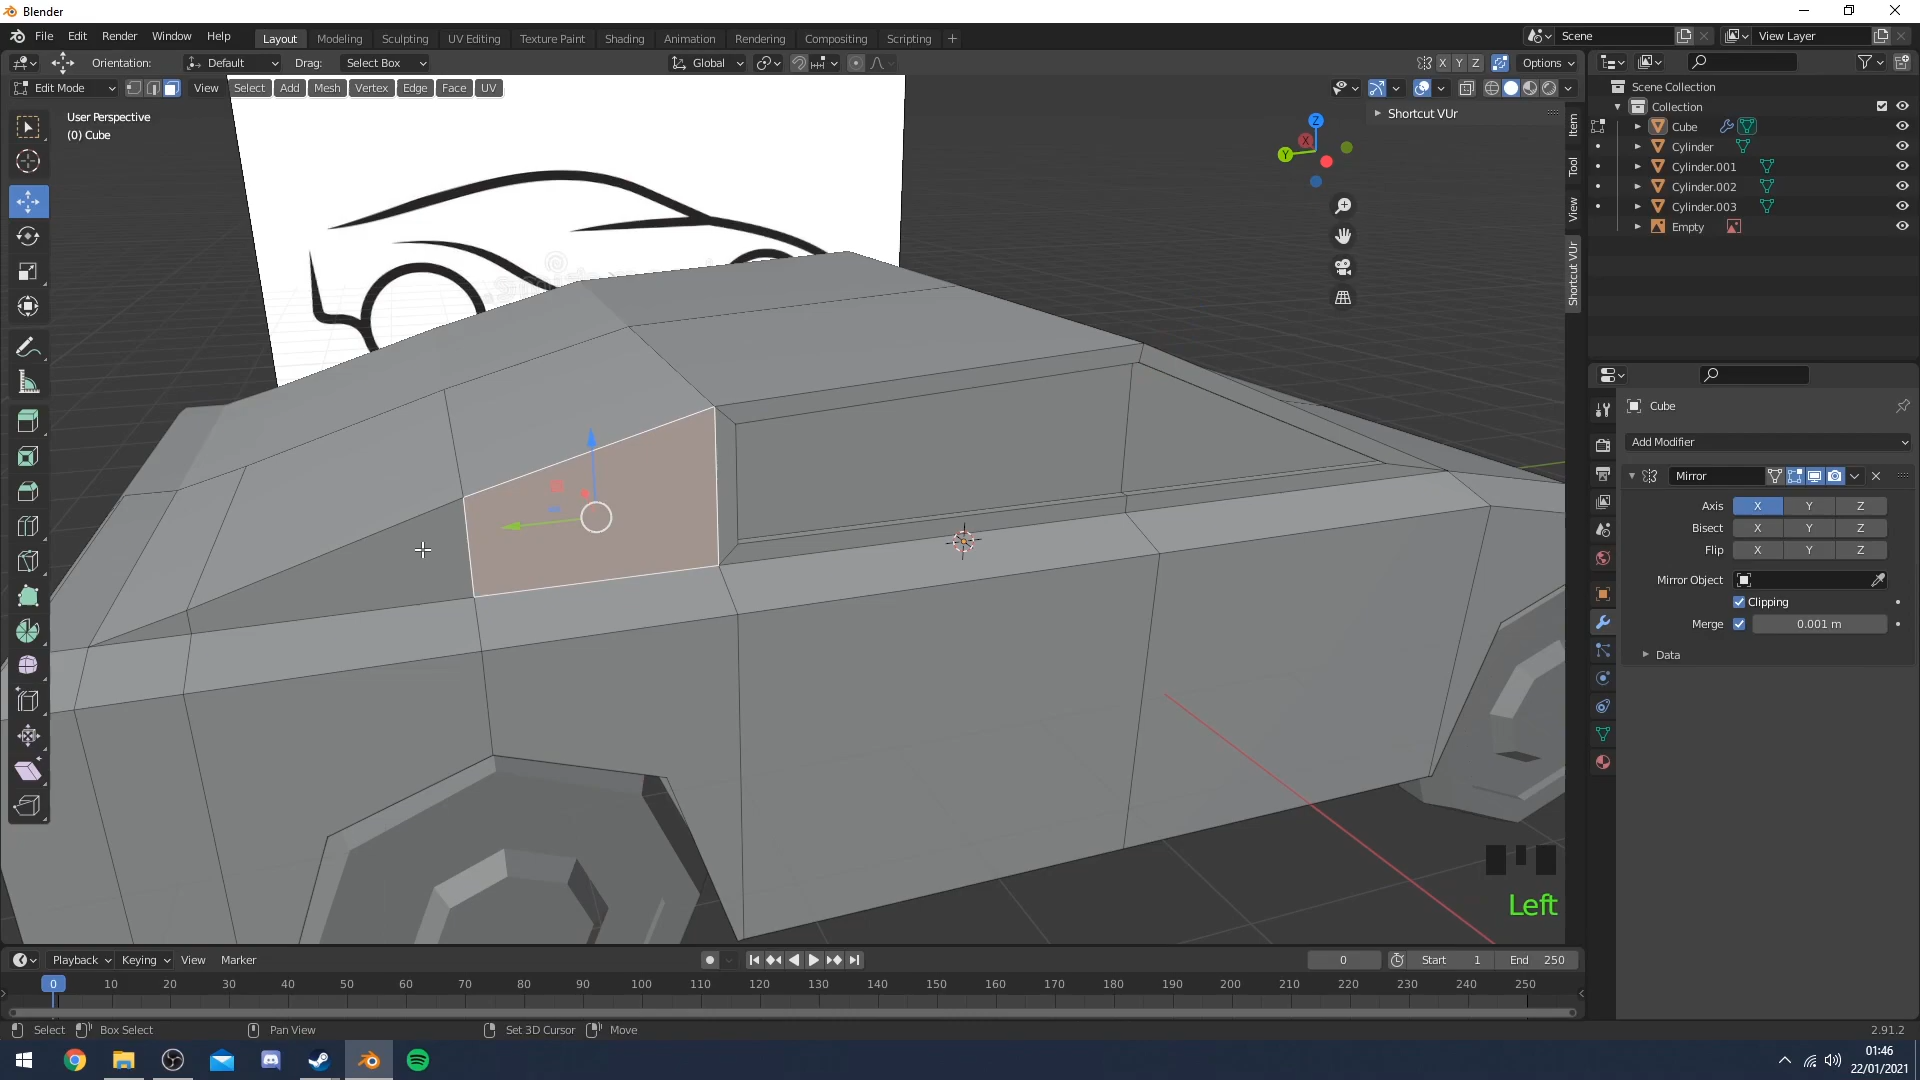 Blender
File Edit Render Window Help
Layout Modeling Sculpting UV Editing Texture Paint Shading Animation Rendering Compositing Scripting
Scene
View Layer
Orientation: Default Drag: Select Box
Global
X Y Z
Options
Edit Mode
View Select Add Mesh Vertex Edge Face UV
User Perspective
(0) Cube
Shortcut VUr
Z
X
Y
Item
Tool
View
Shortcut VUr
Scene Collection
Collection
Cube
Cylinder
Cylinder.001
Cylinder.002
Cylinder.003
Empty
Cube
Add Modifier
Mirror
Axis X Y Z
Bisect X Y Z
Flip X Y Z
Mirror Object
Clipping
Merge 0.001 m
Data
Left
Playback Keying View Marker
0
Start 1
End 250
0 10 20 30 40 50 60 70 80 90 100 110 120 130 140 150 160 170 180 190 200 210 220 230 240 250
Select Box Select Pan View Set 3D Cursor Move
2.91.2
01:46
22/01/2021